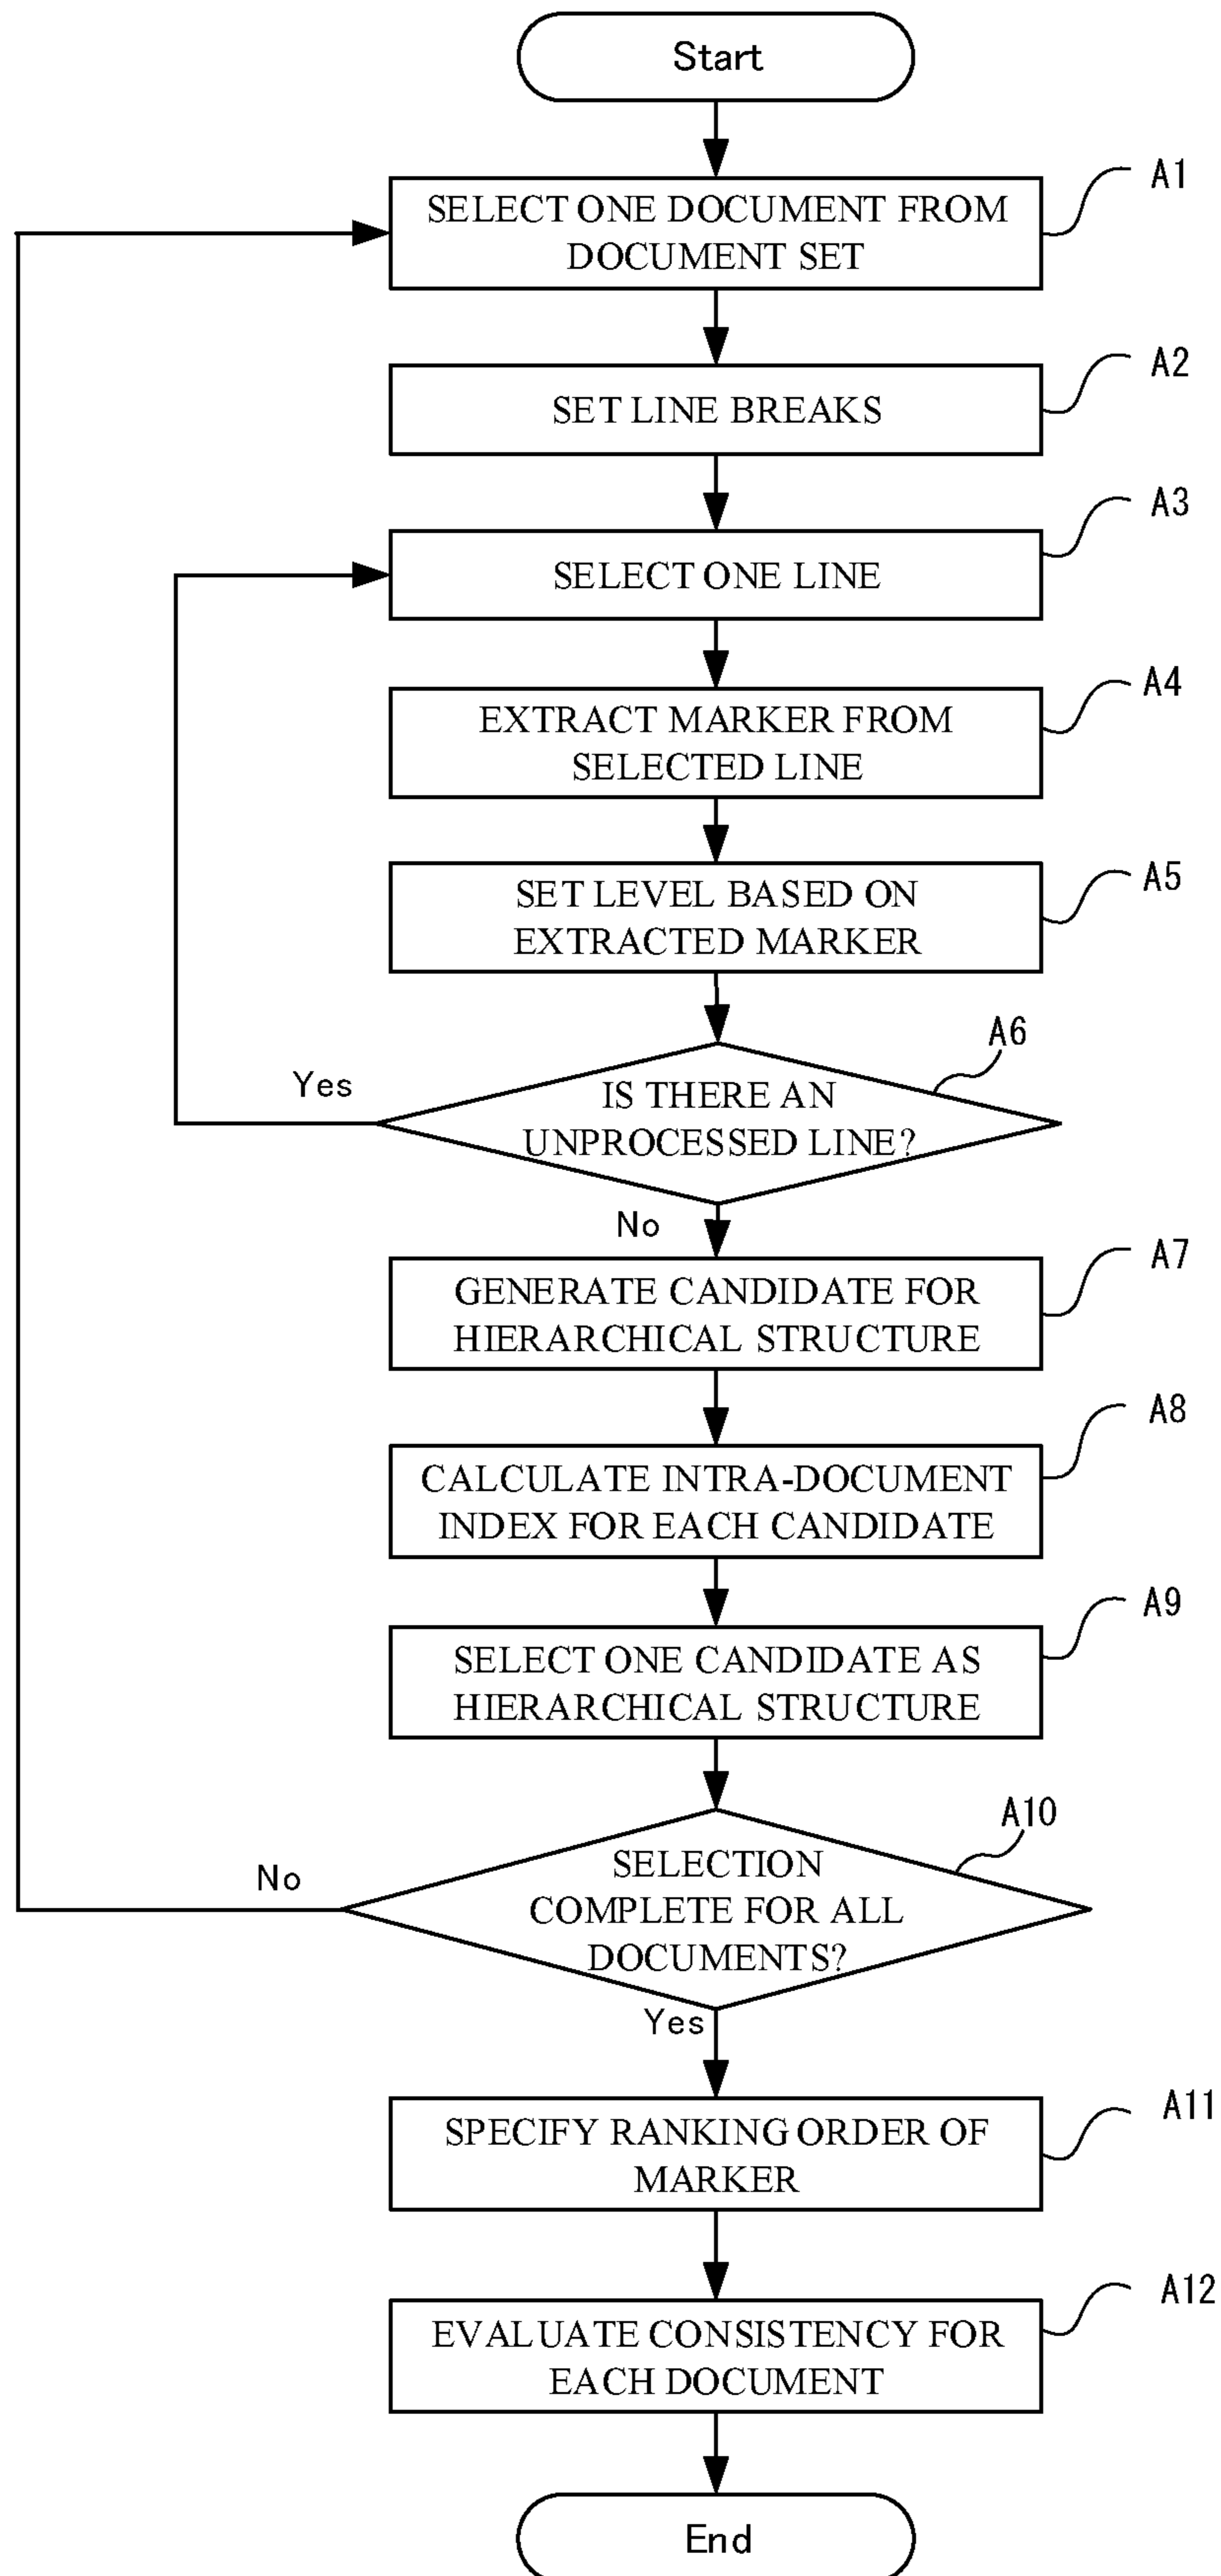 Start
A1
SELECT ONE DOCUMENT FROM
DOCUMENT SET
A2
SET LINE BREAKS
A3
SELECT ONE LINE
A4
EXTRACT MARKER FROM
SELECTED LINE
A5
SET LEVEL BASED ON
EXTRACTED MARKER
A6
Yes
IS THERE AN
UNPROCESSED LINE?
No
A7
GENERATE CANDIDATE FOR
HIERARCHICAL STRUCTURE
A8
CALCULATE INTRA-DOCUMENT
INDEX FOR EACH CANDIDATE
A9
SELECT ONE CANDIDATE AS
HIERARCHICAL STRUCTURE
A10
No
SELECTION
COMPLETE FOR ALL
DOCUMENTS?
Yes
A11
SPECIFY RANKING ORDER OF
MARKER
A12
EVALUATE CONSISTENCY FOR
EACH DOCUMENT
End